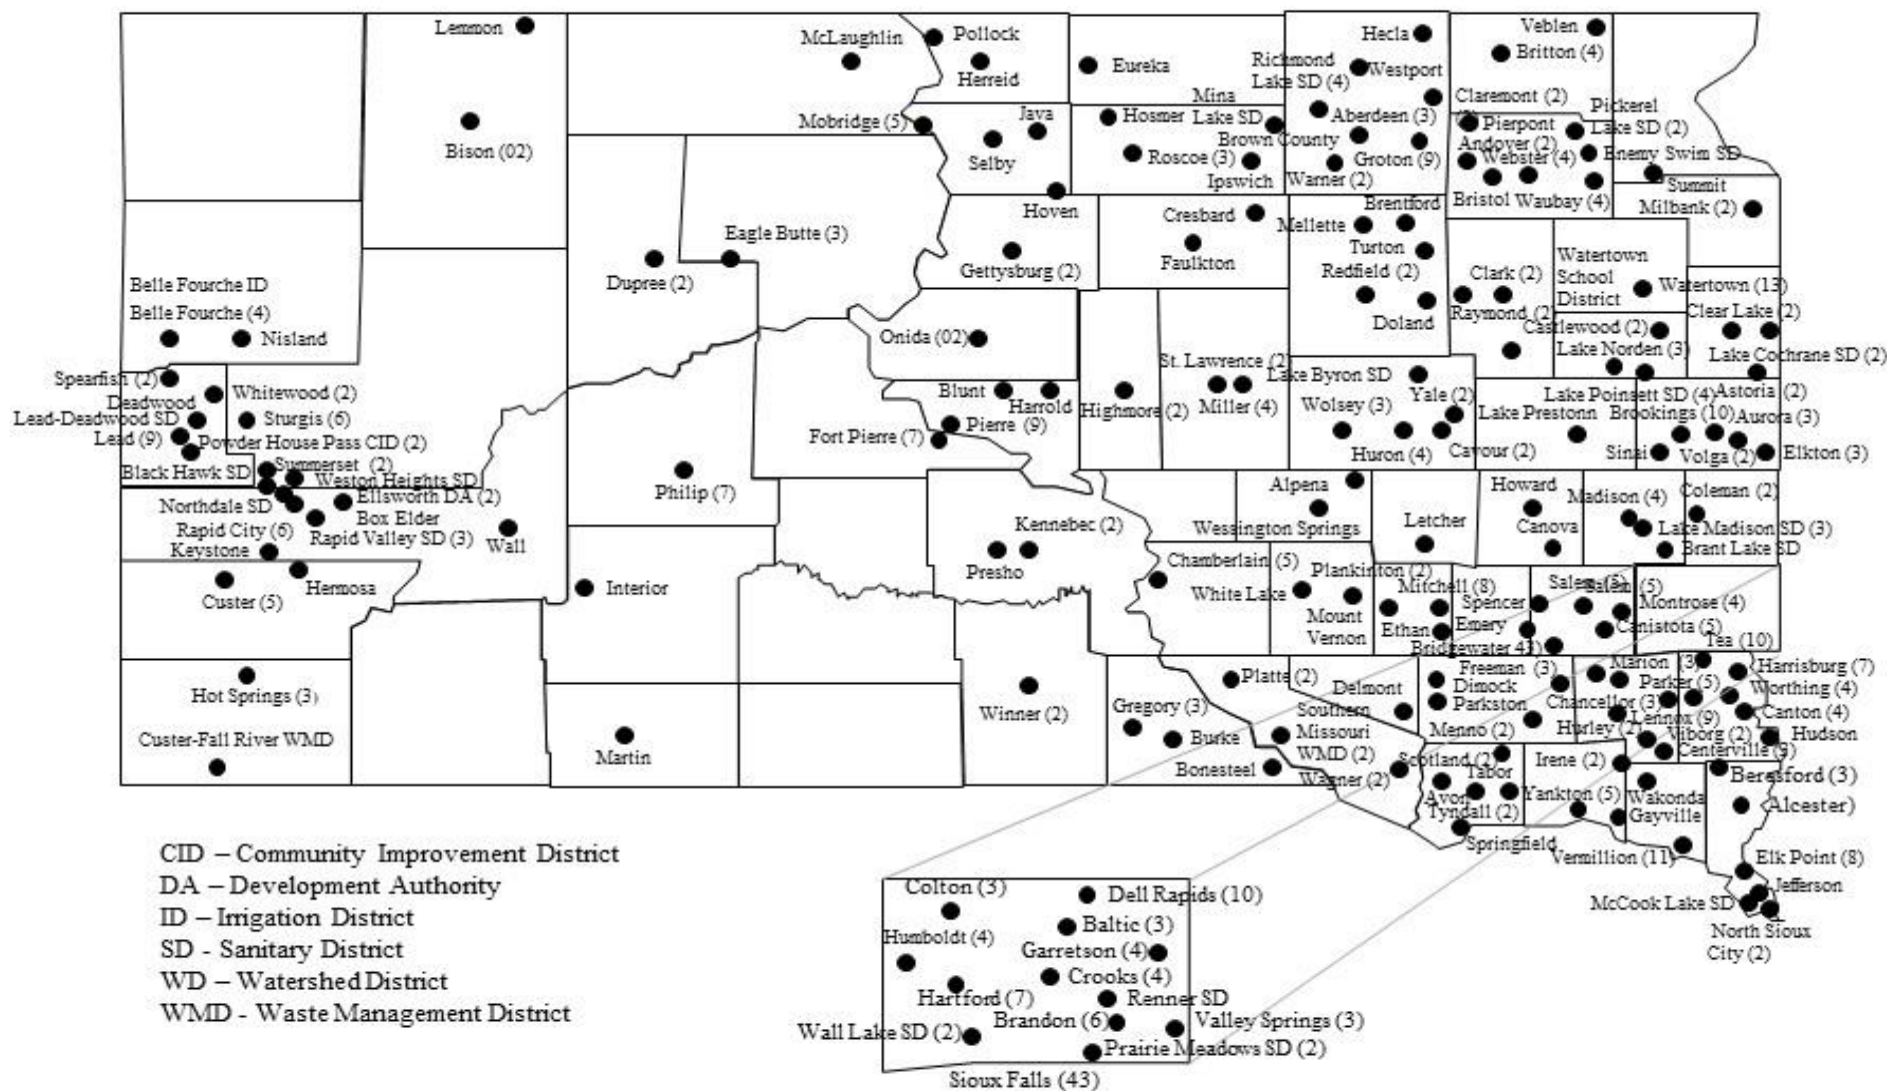 Lemmon
McLaughlin
Pollock
Herreid
Eureka
Hecla
Richmond
Lake SD (4)
Westport
Veblen
Britton (4)
Bison (02)
Mobridge (5)
Java
Selby
Hosmer
Mina
Lake SD
Roscoe (3)
Ipswich
Aberdeen (3)
Brown County
Groton (9)
Warner (2)
Claremont (2)
Pierpont
Andover (2)
Webster (4)
Bristol
Waubay (4)
Pickerel
Lake SD (2)
Enemy Swim SD
Summit
Milbank (2)
Hoven
Eagle Butte (3)
Dupree (2)
Gettysburg (2)
Cresbard
Faulkton
Brentford
Mellette
Turton
Redfield (2)
Doland
Clark (2)
Raymond (2)
Watertown
School
District
Watertown (13)
Clear Lake (2)
Castlewood (2)
Lake Norden (3)
Lake Cochrane SD (2)
Astoria (2)
Belle Fourche ID
Belle Fourche (4)
Nisland
Onida (02)
St. Lawrence (2)
Miller (4)
Lake Byron SD
Yale (2)
Wolsey (3)
Huron (4)
Cavour (2)
Lake Prestonn
Lake Poinsett SD (4)
Brookings (10)
Aurora (3)
Sinai
Volga (2)
Elkton (3)
Spearfish (2)
Deadwood
Whitewood (2)
Lead-Deadwood SD
Sturgis (6)
Lead (9)
Powder House Pass CID (2)
Black Hawk SD
Summerset (2)
Weston Heights SD
Northdale SD
Ellsworth DA (2)
Box Elder
Rapid City (6)
Rapid Valley SD (3)
Keystone
Wall
Blunt
Harrold
Highmore (2)
Pierre (9)
Fort Pierre (7)
Philip (7)
Kennebec (2)
Presho
Alpena
Wessington Springs
Letcher
Howard
Canova
Madison (4)
Coleman (2)
Lake Madison SD (3)
Brant Lake SD
Hermosa
Custer (5)
Interior
Chamberlain (5)
White Lake
Plankinton (2)
Mount
Vernon
Mitchell (8)
Ethan
Spencer
Emery
Bridgewater 43)
Salem (5)
Salem (5)
Montrose (4)
Canistota (5)
Tea (10)
Hot Springs (3)
Custer-Fall River WMD
Martin
Winner (2)
Gregory (3)
Burke
Bonesteel
Platte (2)
Delmont
Southern
Missouri
WMD (2)
Wagner (2)
Freeman (3)
Dimock
Parkston
Menno (2)
Marion (3)
Parker (5)
Chancellor (3)
Hurley (2)
Lennox (9)
Viborg (2)
Centerville (3)
Harrisburg (7)
Worthing (4)
Canton (4)
Hudson
Scotland (2)
Tabor
Avon
Tyndall (2)
Springfield
Irene (2)
Yankton (5)
Wakonda
Gayville
Vermillion (11)
Beresford (3)
Alcester)
Elk Point (8)
Jefferson
McCook Lake SD
North Sioux
City (2)
CID – Community Improvement District
DA – Development Authority
ID – Irrigation District
SD - Sanitary District
WD – Watershed District
WMD - Waste Management District
Colton (3)
Dell Rapids (10)
Baltic (3)
Humboldt (4)
Garretson (4)
Crooks (4)
Hartford (7)
Renner SD
Brandon (6)
Valley Springs (3)
Wall Lake SD (2)
Prairie Meadows SD (2)
Sioux Falls (43)